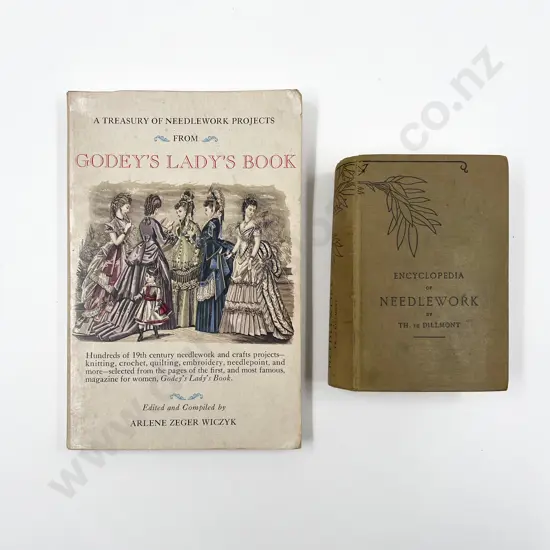 A TREASURY OF NEEDLEWORK PROJECTS
FROM
GODEY'S LADY'S BOOK
Hundreds of 19th century needlework and crafts projects—
knitting, crochet, quilting, embroidery, needlepoint, and
more—selected from the pages of the first, and most famous,
magazine for women, Godey's Lady's Book.
Edited and Compiled by
ARLENE ZEGER WICZYK
ENCYCLOPEDIA
OF
NEEDLEWORK
BY
TH. DE DILLMONT